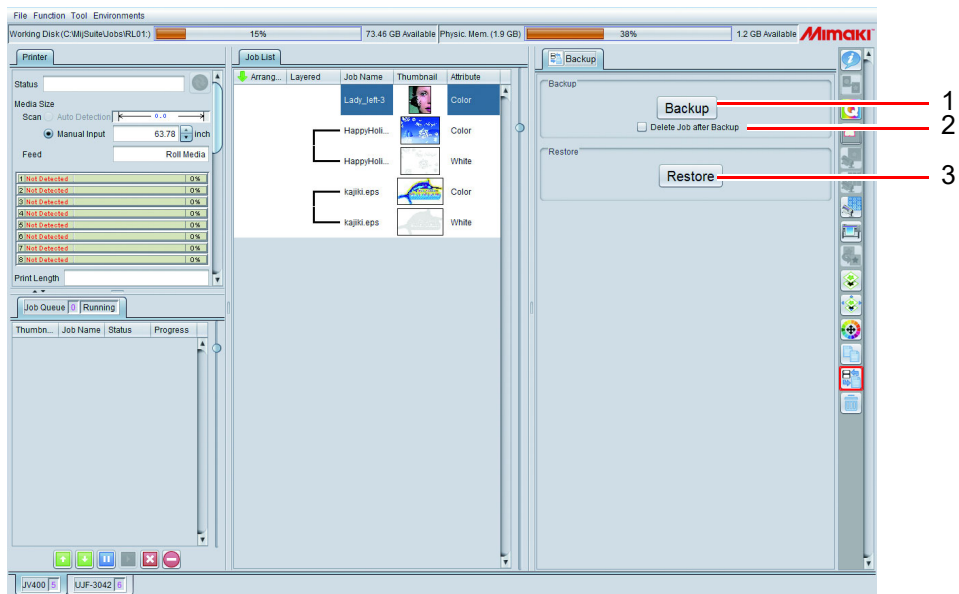 File Function Tool Environments
Working Disk (C:\MijSuite\Jobs\RL01:) 15% 73.46 GB Available Physic. Mem. (1.9 GB) 38% 1.2 GB Available Mimaki
Printer
Status
Media Size
Scan Auto Detection 0.0
Manual Input 63.78 inch
Feed Roll Media
1 Not Detected 0%
2 Not Detected 0%
3 Not Detected 0%
4 Not Detected 0%
5 Not Detected 0%
6 Not Detected 0%
7 Not Detected 0%
8 Not Detected 0%
Print Length
Job Queue 0 Running
Thumbn... Job Name Status Progress
Job List
Arrang... Layered Job Name Thumbnail Attribute
Lady_left-3 Color
HappyHoli... Color
HappyHoli... White
kajiki.eps Color
kajiki.eps White
Backup
Backup
Backup 1
Delete Job after Backup 2
Restore
Restore 3
JV400 5 UJF-3042 6